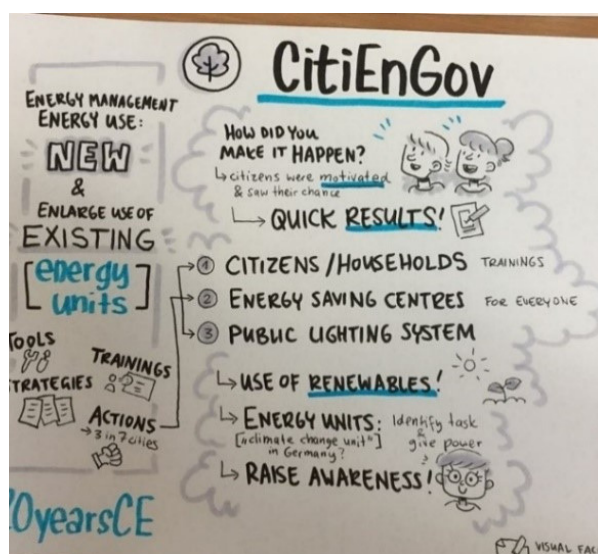 CitiEnGov
ENERGY MANAGEMENT
ENERGY USE:
NEW
&
ENLARGE USE OF
EXISTING
[energy
units]
TOOLS
TRAININGS
STRATEGIES
ACTIONS
→ 3 in 7 cities
0yearsCE
HOW DID YOU
MAKE IT HAPPEN?
↳ citizens were motivated
& saw their chance
↳ QUICK RESULTS!
1 CITIZENS/HOUSEHOLDS TRAININGS
2 ENERGY SAVING CENTRES FOR EVERYONE
3 PUBLIC LIGHTING SYSTEM
↳ USE OF RENEWABLES!
↳ ENERGY UNITS: Identify task
["climate change unit" & give power
in Germany?]
↳ RAISE AWARENESS!
VISUAL FAC